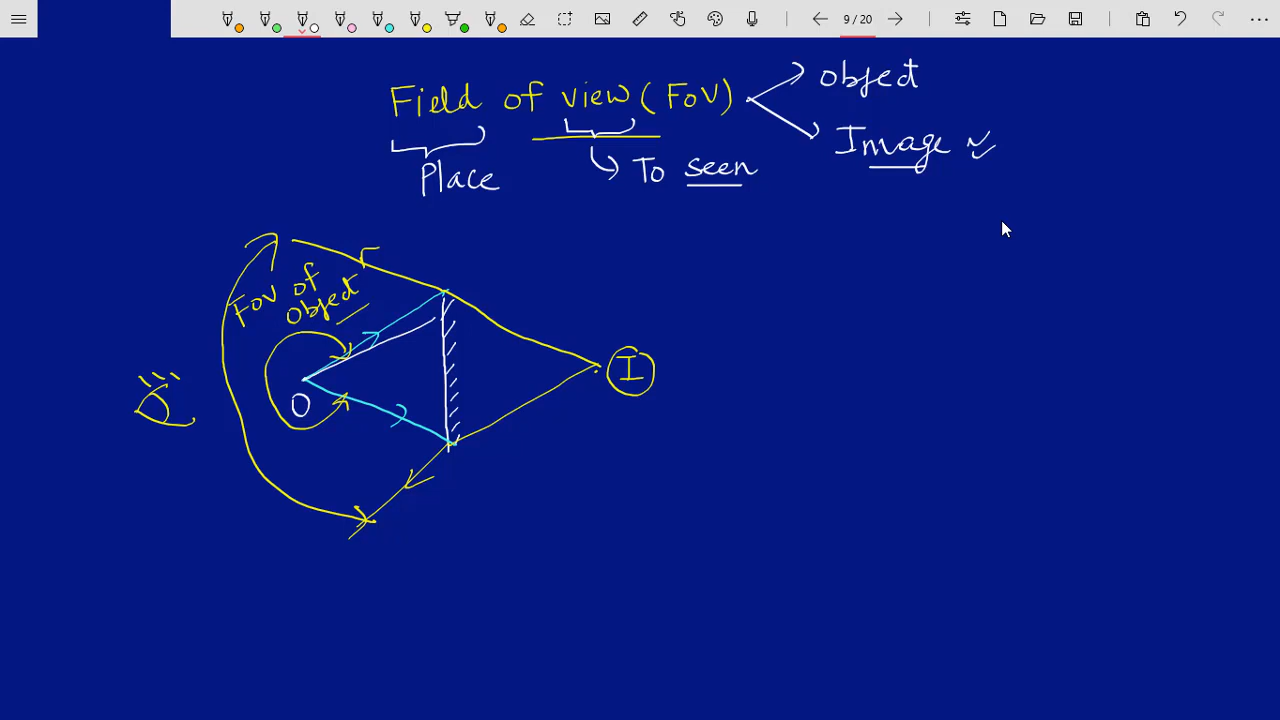 9 / 20
Field of view (FoV)
object
Image
Place
To seen
FoV of
object
O
I